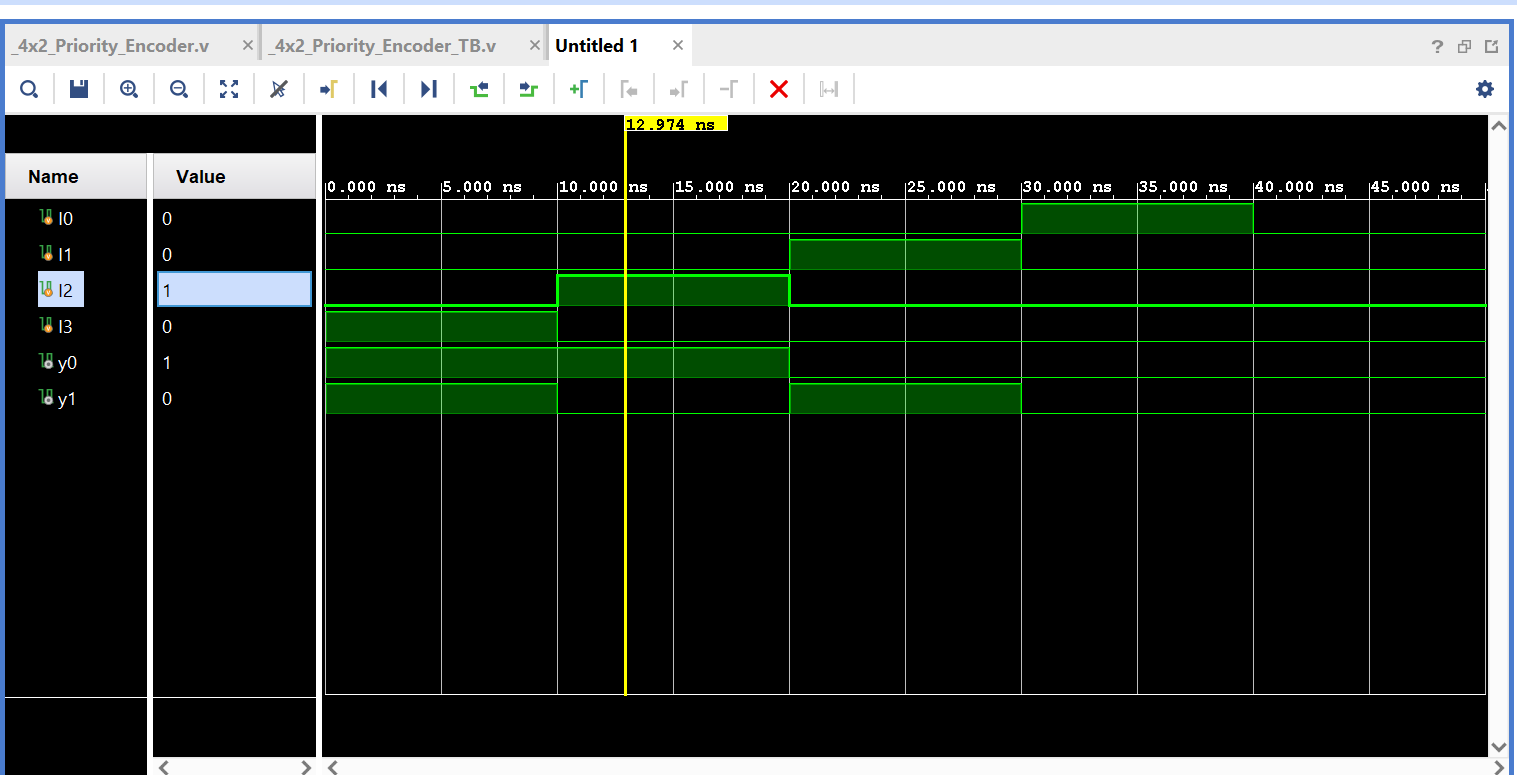 _4x2_Priority_Encoder.v × _4x2_Priority_Encoder_TB.v × Untitled 1 ×
?
12.974 ns
Name Value
0.000 ns 5.000 ns 10.000 ns 15.000 ns 20.000 ns 25.000 ns 30.000 ns 35.000 ns 40.000 ns 45.000 ns
I0 0
I1 0
I2 1
I3 0
y0 1
y1 0